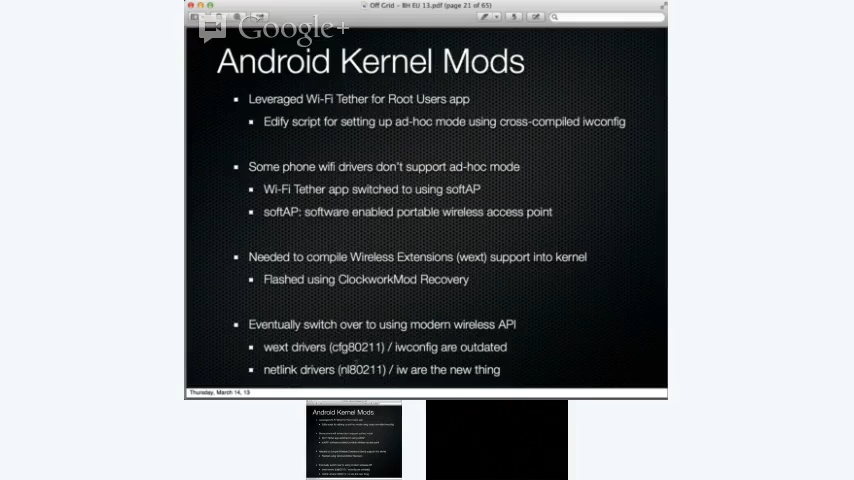 Off Grid – BH EU 13.pdf (page 21 of 65)
Google+
Android Kernel Mods
Leveraged Wi-Fi Tether for Root Users app
Edify script for setting up ad-hoc mode using cross-compiled iwconfig
Some phone wifi drivers don't support ad-hoc mode
Wi-Fi Tether app switched to using softAP
softAP: software enabled portable wireless access point
Needed to compile Wireless Extensions (wext) support into kernel
Flashed using ClockworkMod Recovery
Eventually switch over to using modern wireless API
wext drivers (cfg80211) / iwconfig are outdated
netlink drivers (nl80211) / iw are the new thing
Thursday, March 14, 13
Android Kernel Mods